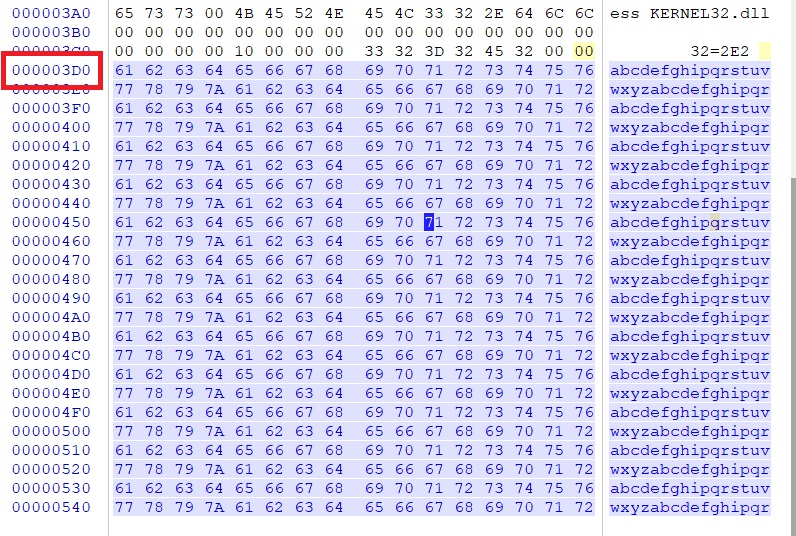 000003A0 65 73 73 00 4B 45 52 4E 45 4C 33 32 2E 64 6C 6C ess KERNEL32.dll
000003B0 00 00 00 00 00 00 00 00 00 00 00 00 00 00 00 00
000003C0 00 00 00 00 10 00 00 00 33 32 3D 32 45 32 00 00 32=2E2
000003D0 61 62 63 64 65 66 67 68 69 70 71 72 73 74 75 76 abcdefghipqrstuv
000003E0 77 78 79 7A 61 62 63 64 65 66 67 68 69 70 71 72 wxyzabcdefghipqr
000003F0 61 62 63 64 65 66 67 68 69 70 71 72 73 74 75 76 abcdefghipqrstuv
00000400 77 78 79 7A 61 62 63 64 65 66 67 68 69 70 71 72 wxyzabcdefghipqr
00000410 61 62 63 64 65 66 67 68 69 70 71 72 73 74 75 76 abcdefghipqrstuv
00000420 77 78 79 7A 61 62 63 64 65 66 67 68 69 70 71 72 wxyzabcdefghipqr
00000430 61 62 63 64 65 66 67 68 69 70 71 72 73 74 75 76 abcdefghipqrstuv
00000440 77 78 79 7A 61 62 63 64 65 66 67 68 69 70 71 72 wxyzabcdefghipqr
00000450 61 62 63 64 65 66 67 68 69 70 71 72 73 74 75 76 abcdefghipqrstuv
00000460 77 78 79 7A 61 62 63 64 65 66 67 68 69 70 71 72 wxyzabcdefghipqr
00000470 61 62 63 64 65 66 67 68 69 70 71 72 73 74 75 76 abcdefghipqrstuv
00000480 77 78 79 7A 61 62 63 64 65 66 67 68 69 70 71 72 wxyzabcdefghipqr
00000490 61 62 63 64 65 66 67 68 69 70 71 72 73 74 75 76 abcdefghipqrstuv
000004A0 77 78 79 7A 61 62 63 64 65 66 67 68 69 70 71 72 wxyzabcdefghipqr
000004B0 61 62 63 64 65 66 67 68 69 70 71 72 73 74 75 76 abcdefghipqrstuv
000004C0 77 78 79 7A 61 62 63 64 65 66 67 68 69 70 71 72 wxyzabcdefghipqr
000004D0 61 62 63 64 65 66 67 68 69 70 71 72 73 74 75 76 abcdefghipqrstuv
000004E0 77 78 79 7A 61 62 63 64 65 66 67 68 69 70 71 72 wxyzabcdefghipqr
000004F0 61 62 63 64 65 66 67 68 69 70 71 72 73 74 75 76 abcdefghipqrstuv
00000500 77 78 79 7A 61 62 63 64 65 66 67 68 69 70 71 72 wxyzabcdefghipqr
00000510 61 62 63 64 65 66 67 68 69 70 71 72 73 74 75 76 abcdefghipqrstuv
00000520 77 78 79 7A 61 62 63 64 65 66 67 68 69 70 71 72 wxyzabcdefghipqr
00000530 61 62 63 64 65 66 67 68 69 70 71 72 73 74 75 76 abcdefghipqrstuv
00000540 77 78 79 7A 61 62 63 64 65 66 67 68 69 70 71 72 wxyzabcdefghipqr